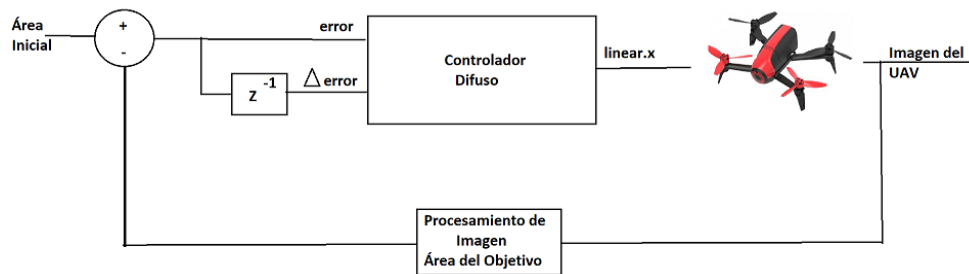 Área
Inicial
+
-
error
Z⁻¹
△ error
Controlador
Difuso
linear.x
Imagen del
UAV
Procesamiento de
Imagen
Área del Objetivo